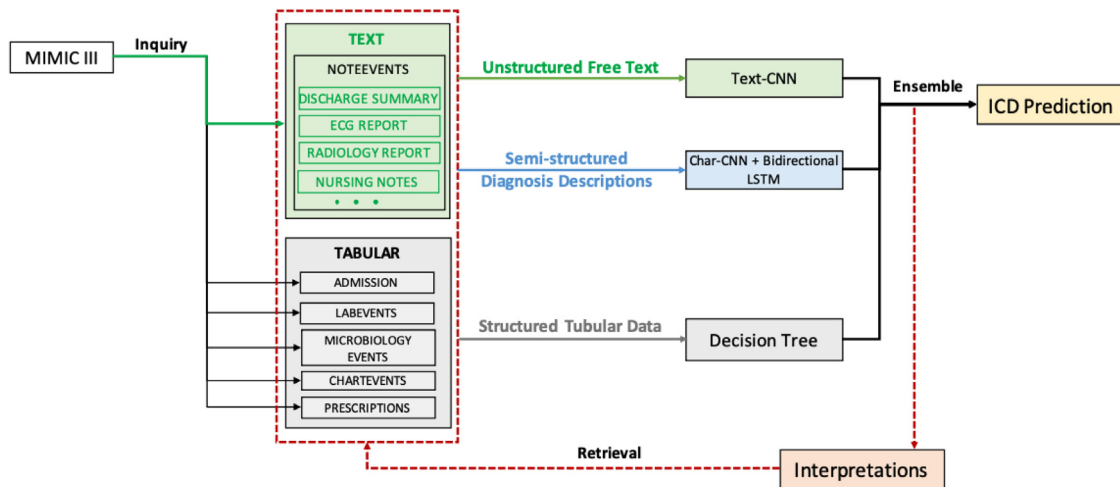 MIMIC III
Inquiry
TEXT
NOTEEVENTS
DISCHARGE SUMMARY
ECG REPORT
RADIOLOGY REPORT
NURSING NOTES
• • •
TABULAR
ADMISSION
LABEVENTS
MICROBIOLOGY
EVENTS
CHARTEVENTS
PRESCRIPTIONS
Unstructured Free Text
Semi-structured
Diagnosis Descriptions
Structured Tubular Data
Text-CNN
Char-CNN + Bidirectional
LSTM
Decision Tree
Ensemble
ICD Prediction
Retrieval
Interpretations